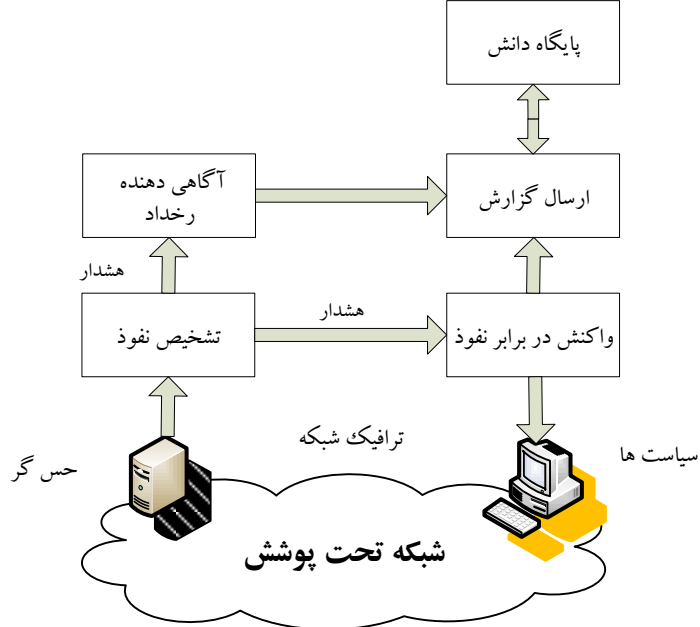 پایگاه دانش
آگاهی دهنده
رخداد
ارسال گزارش
هشدار
تشخیص نفوذ
هشدار
واکنش در برابر نفوذ
ترافیک شبکه
سیاست ها
حس گر
شبکه تحت پوشش